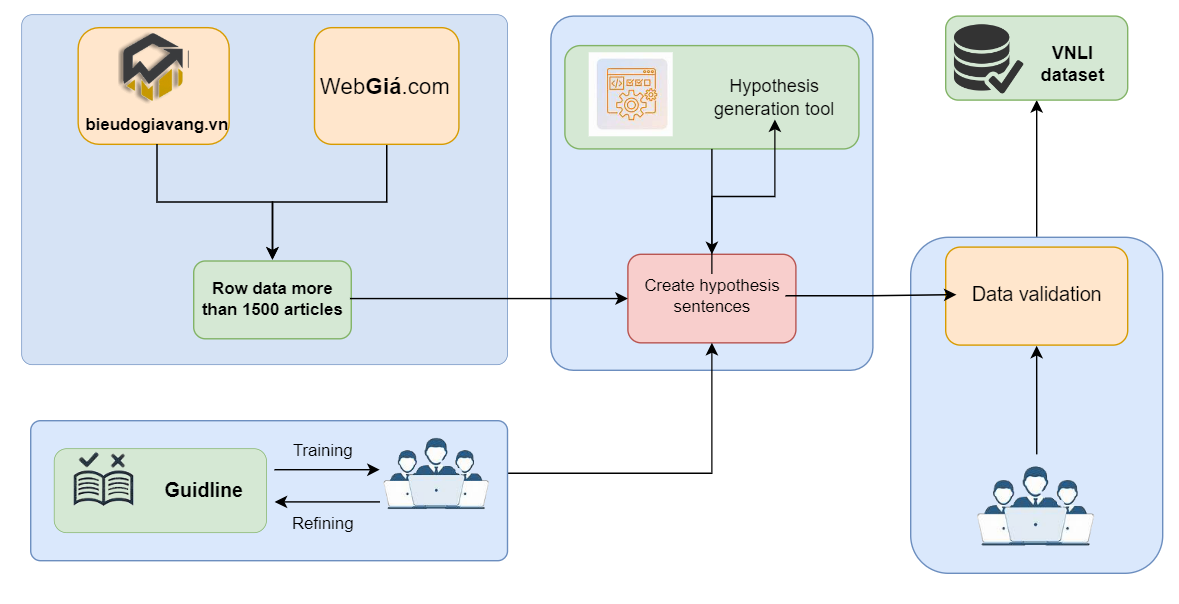 bieudogiavang.vn
WebGiá.com
Row data more
than 1500 articles
Hypothesis
generation tool
Create hypothesis
sentences
VNLI
dataset
Data validation
Guidline
Training
Refining